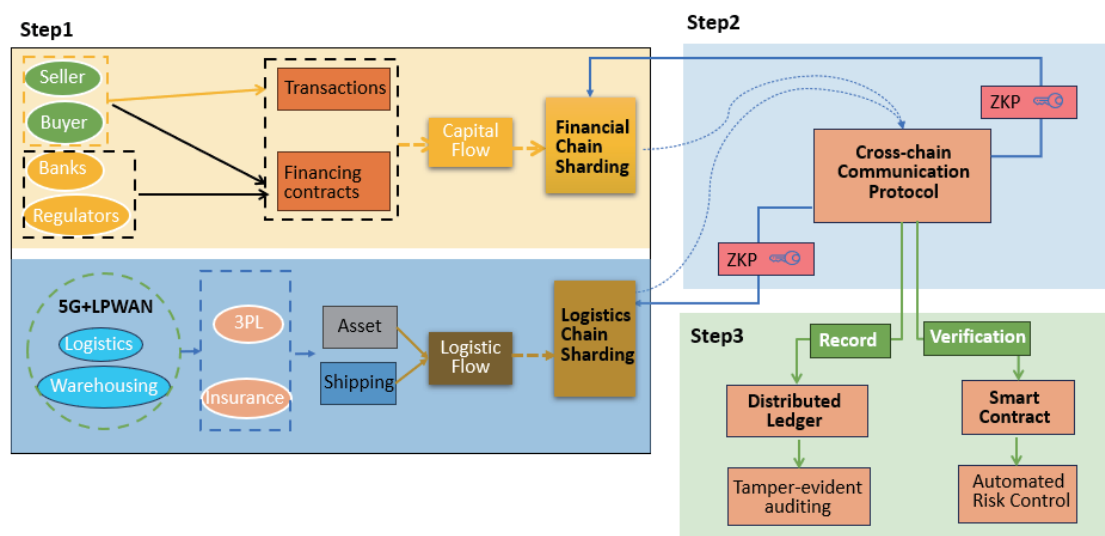 Step1
Seller
Buyer
Banks
Regulators
Transactions
Financing
contracts
Capital
Flow
Financial
Chain
Sharding
5G+LPWAN
Logistics
Warehousing
3PL
Insurance
Asset
Shipping
Logistic
Flow
Logistics
Chain
Sharding
Step2
ZKP
Cross-chain
Communication
Protocol
ZKP
Step3
Record
Verification
Distributed
Ledger
Smart
Contract
Tamper-evident
auditing
Automated
Risk Control